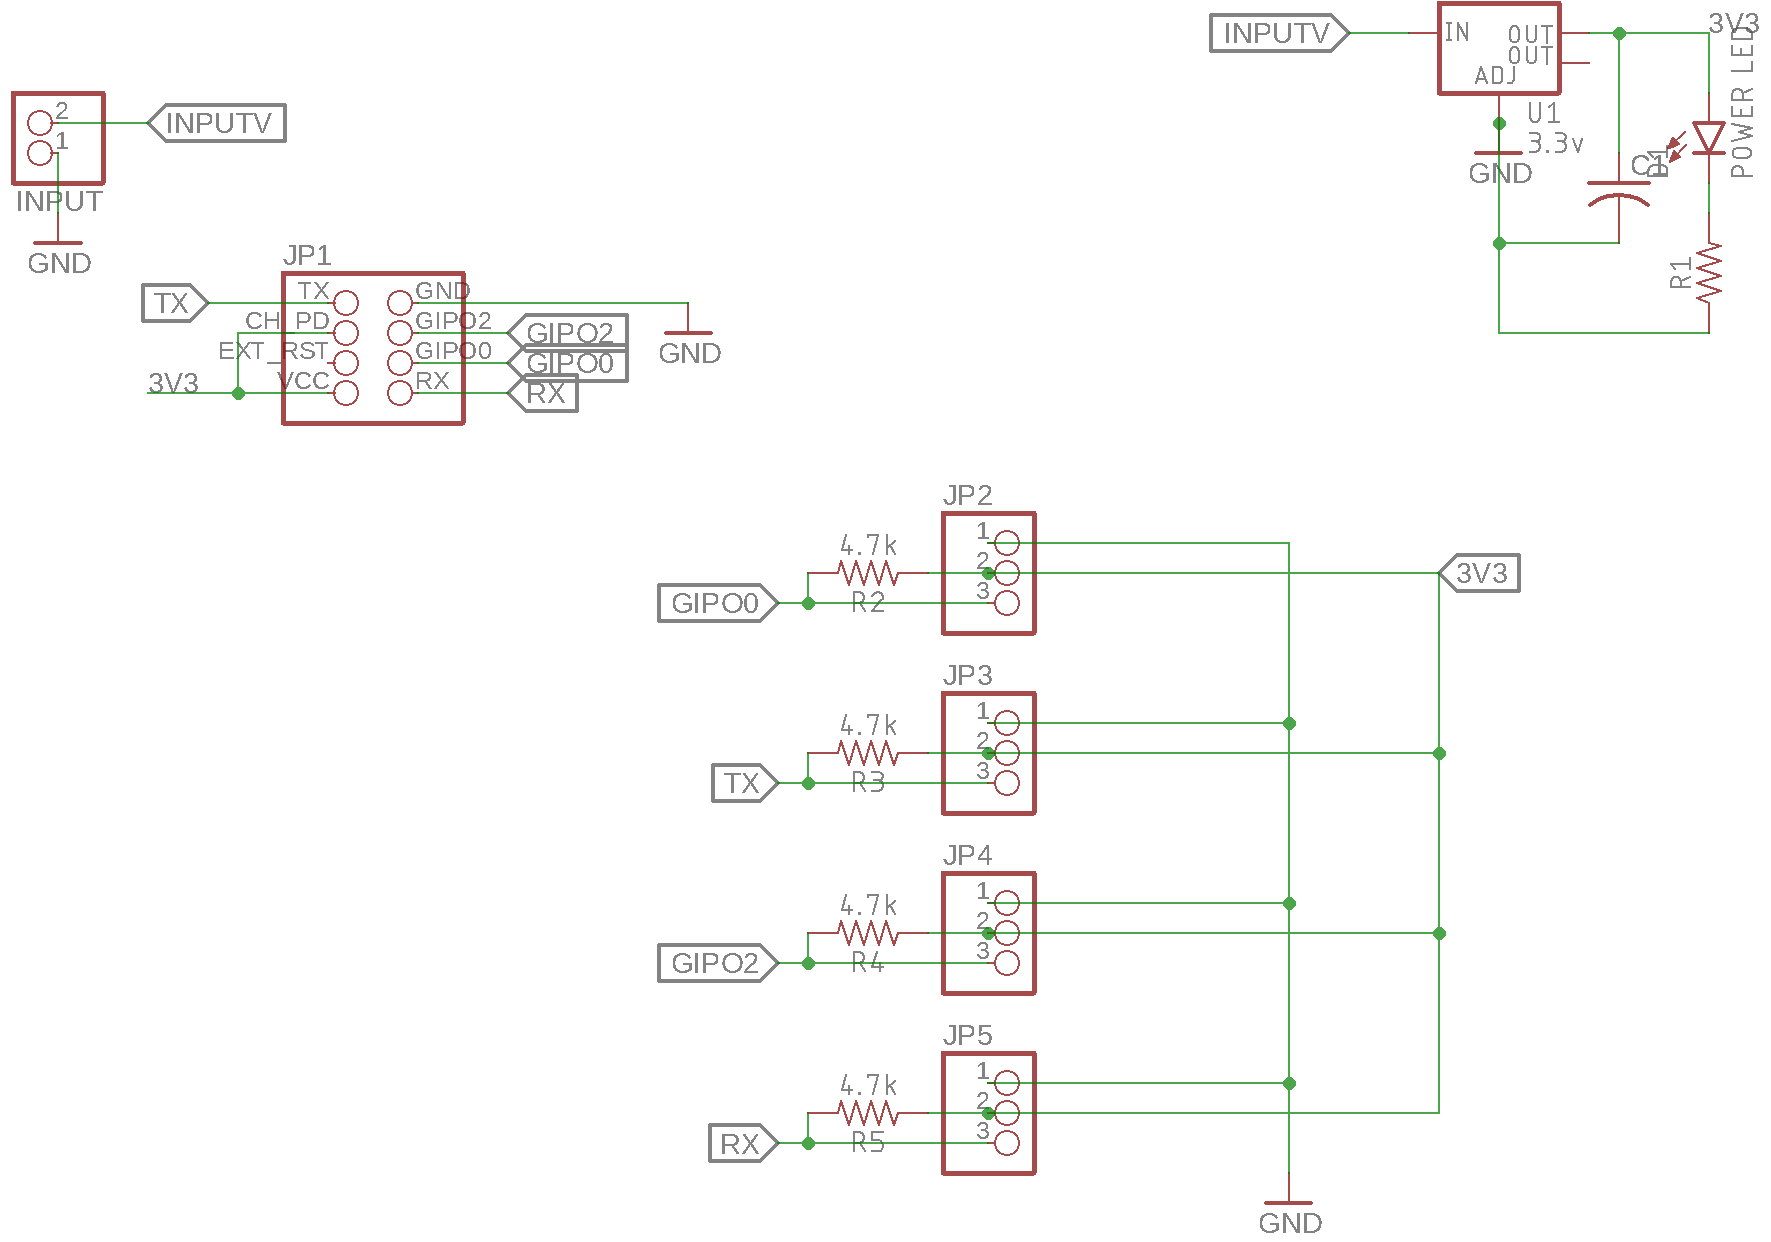 INPUTV
IN
OUT
OUT
ADJ
3V3
POWER LED
U1
3.3v
GND
C1
D1
R1
2
1
INPUTV
INPUT
GND
JP1
TX
TX
GND
CH_PD
GIPO2
GIPO2
EXT_RST
GIPO0
GIPO0
3V3
VCC
RX
RX
GND
JP2
4.7k
1
2
3
GIPO0
R2
3V3
JP3
4.7k
1
2
3
TX
R3
JP4
4.7k
1
2
3
GIPO2
R4
JP5
4.7k
1
2
3
RX
R5
GND